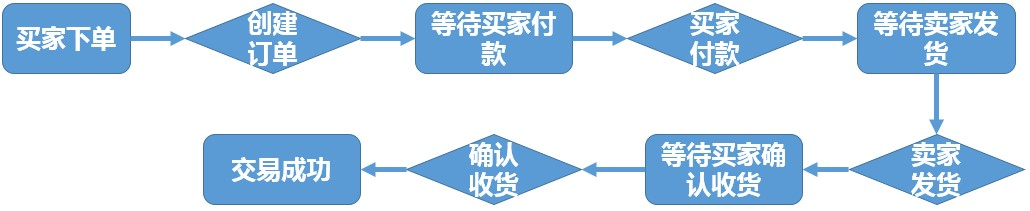 买家下单
创建
订单
等待买家付
款
买家
付款
等待卖家发
货
卖家
发货
等待买家确
认收货
确认
收货
交易成功